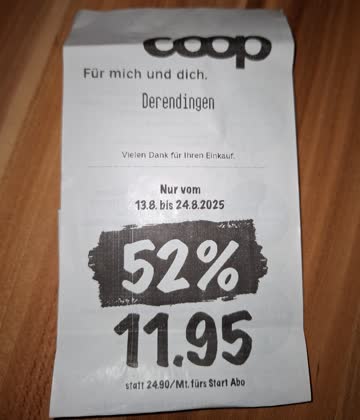 coop
Für mich und dich.
Derendingen
Vielen Dank für Ihren Einkauf.
Nur vom
13.8. bis 24.8.2025
52%
11.95
statt 24.90/Mt. fürs Start Abo